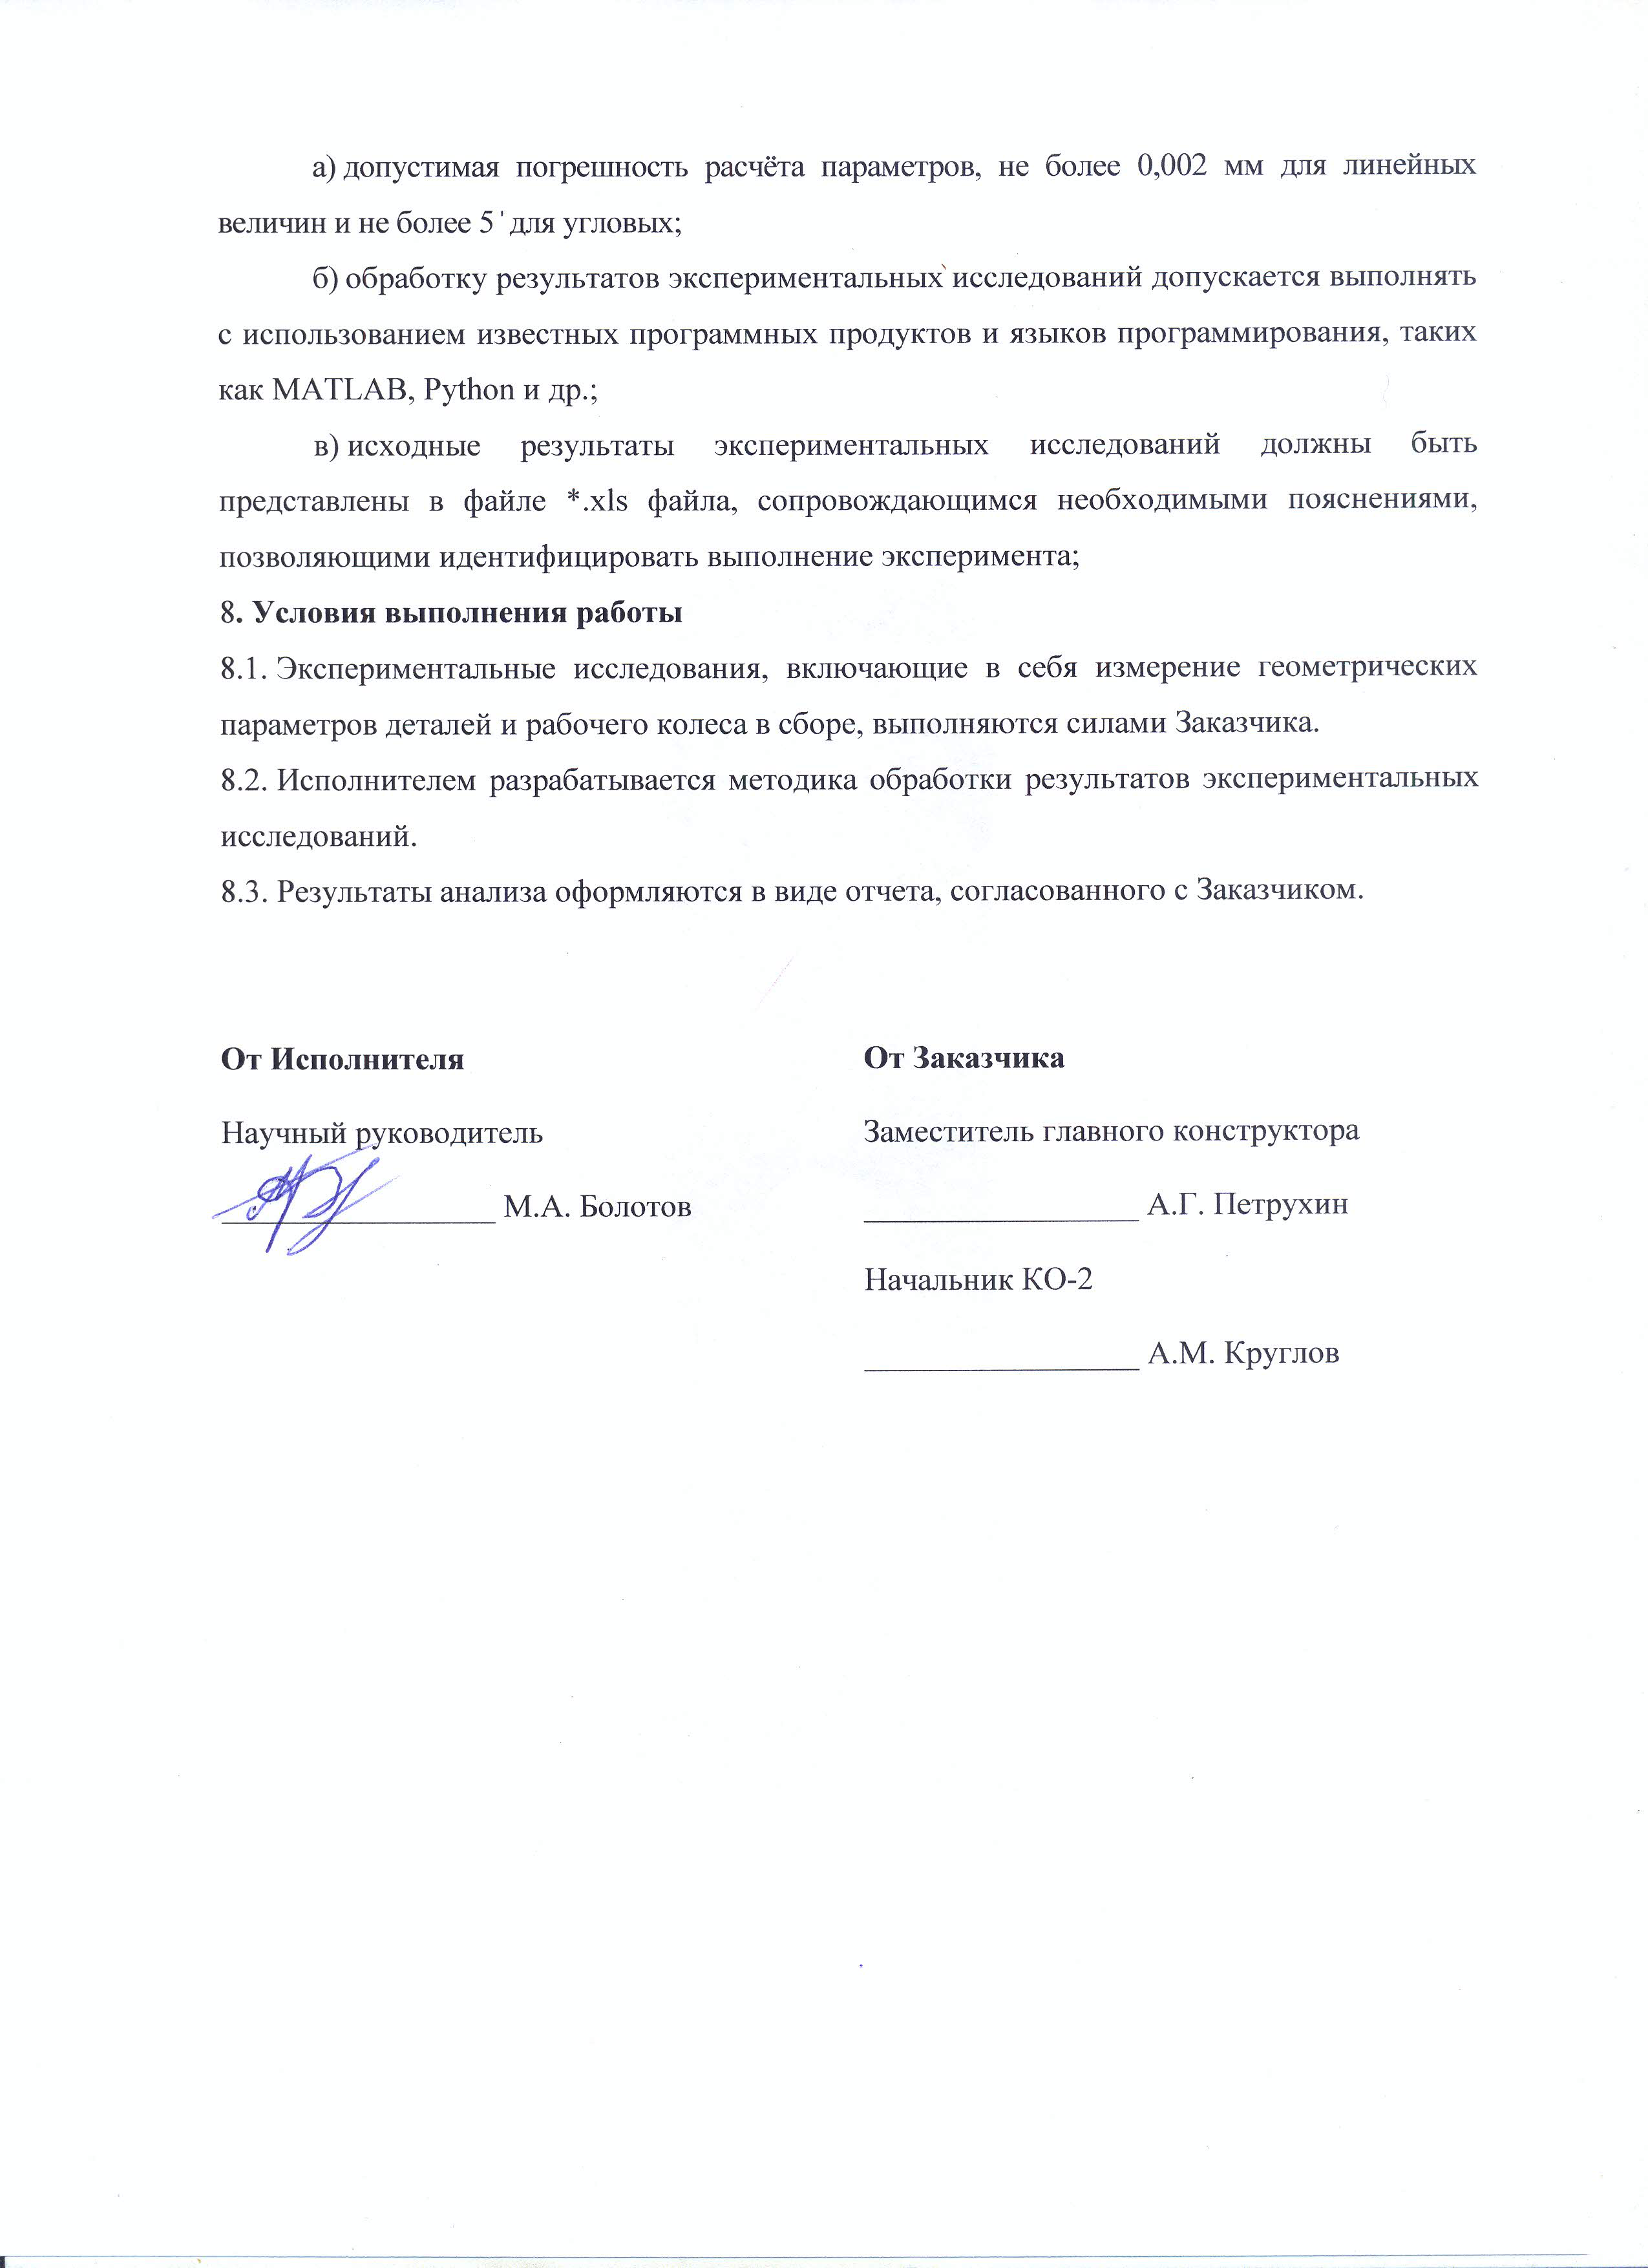 а) допустимая погрешность расчёта параметров, не более 0,002 мм для линейных
величин и не более 5 ' для угловых;
б) обработку результатов экспериментальных исследований допускается выполнять
с использованием известных программных продуктов и языков программирования, таких
как MATLAB, Python и др.;
в) исходные результаты экспериментальных исследований должны быть
представлены в файле *.xls файла, сопровождающимся необходимыми пояснениями,
позволяющими идентифицировать выполнение эксперимента;
8. Условия выполнения работы
8.1. Экспериментальные исследования, включающие в себя измерение геометрических
параметров деталей и рабочего колеса в сборе, выполняются силами Заказчика.
8.2. Исполнителем разрабатывается методика обработки результатов экспериментальных
исследований.
8.3. Результаты анализа оформляются в виде отчета, согласованного с Заказчиком.
От Исполнителя
Научный руководитель
_________________ М.А. Болотов
От Заказчика
Заместитель главного конструктора
_________________ А.Г. Петрухин
Начальник КО-2
_________________ А.М. Круглов